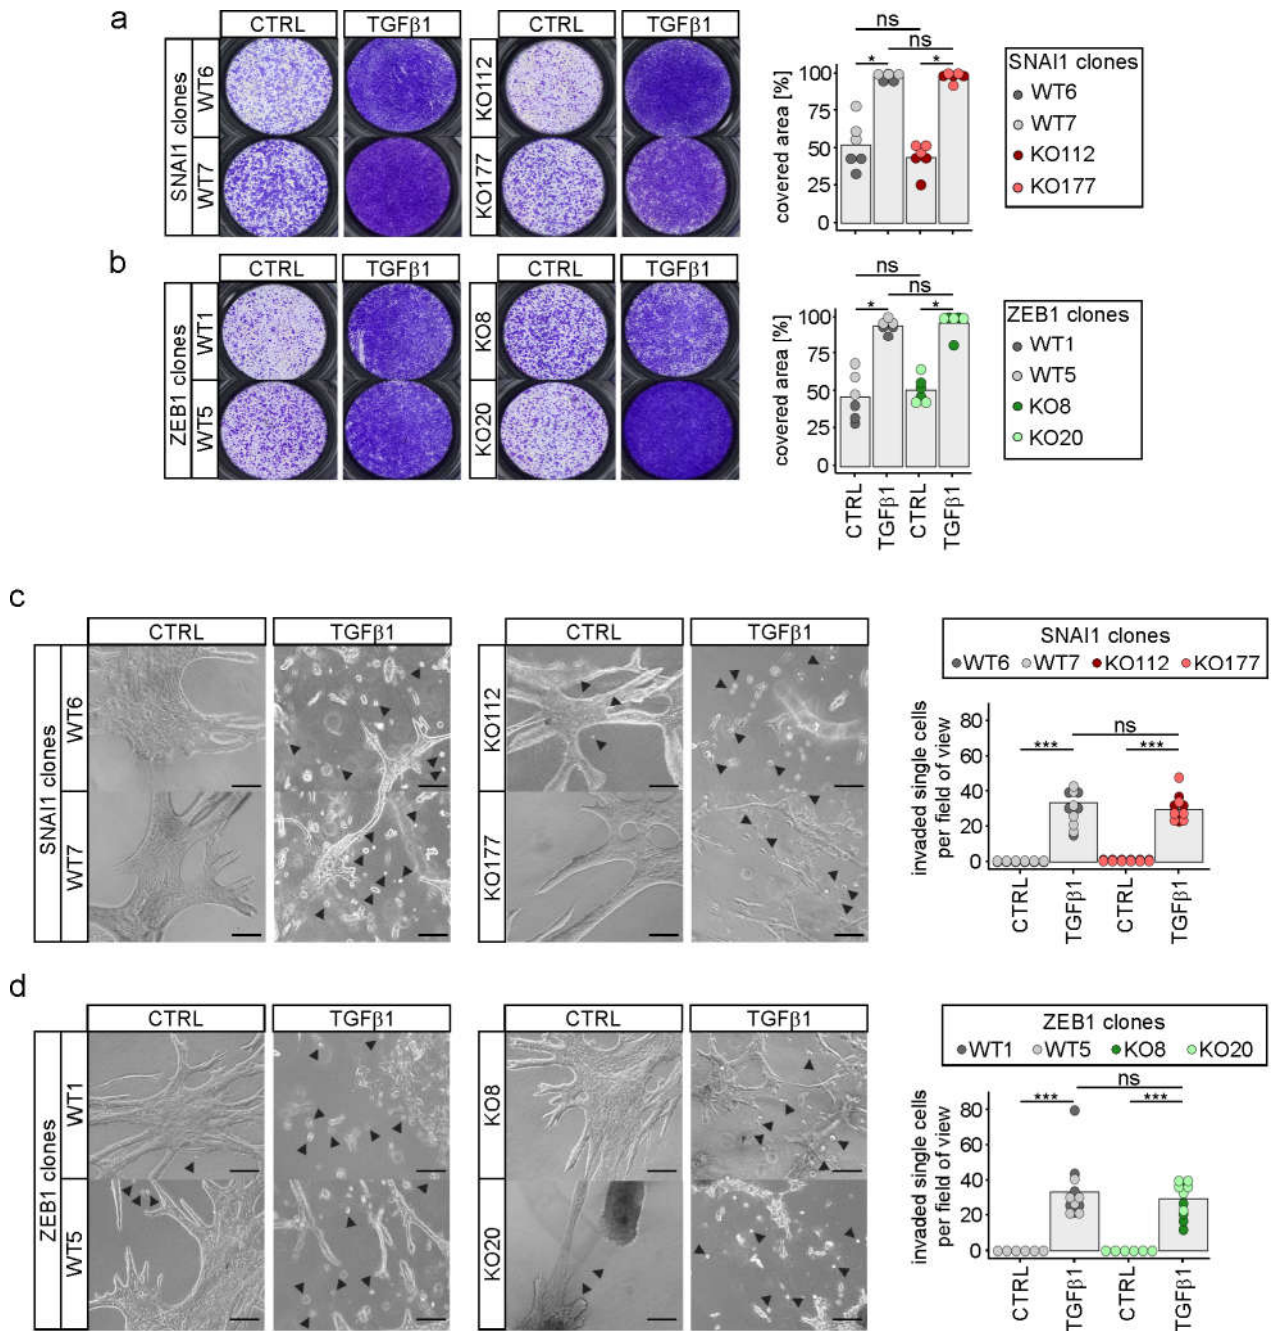 a
CTRL TGFβ1 CTRL TGFβ1
SNAI1 clones
WT6
WT7
KO112
KO177
ns
ns
* *
covered area [%]
100
75
50
25
0
SNAI1 clones
WT6
WT7
KO112
KO177
b
CTRL TGFβ1 CTRL TGFβ1
ZEB1 clones
WT1
WT5
KO8
KO20
ns
ns
* *
covered area [%]
100
75
50
25
0
CTRL TGFβ1 CTRL TGFβ1
ZEB1 clones
WT1
WT5
KO8
KO20
c
CTRL TGFβ1 CTRL TGFβ1
SNAI1 clones
WT6
WT7
KO112
KO177
SNAI1 clones
WT6 WT7 KO112 KO177
ns
*** ***
invaded single cells
per field of view
80
60
40
20
0
CTRL TGFβ1 CTRL TGFβ1
d
CTRL TGFβ1 CTRL TGFβ1
ZEB1 clones
WT1
WT5
KO8
KO20
ZEB1 clones
WT1 WT5 KO8 KO20
ns
*** ***
invaded single cells
per field of view
80
60
40
20
0
CTRL TGFβ1 CTRL TGFβ1